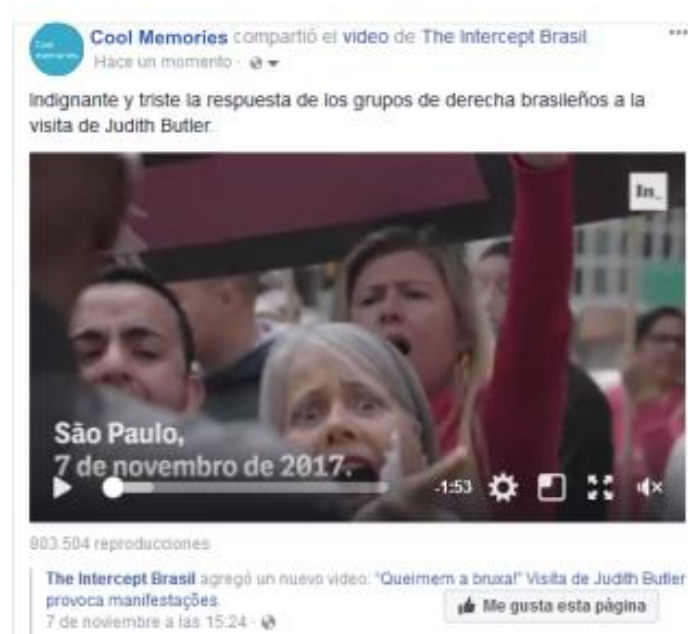 Cool Memories compartió el video de The Intercept Brasil.
Hace un momento ·
Indignante y triste la respuesta de los grupos de derecha brasileños a la
visita de Judith Butler.
In_
São Paulo,
7 de novembro de 2017.
-1:53
803.504 reproducciones
The Intercept Brasil agregó un nuevo video: "Queimem a bruxa!" Visita de Judith Butler
provoca manifestações.
Me gusta esta página
7 de noviembre a las 15:24 ·